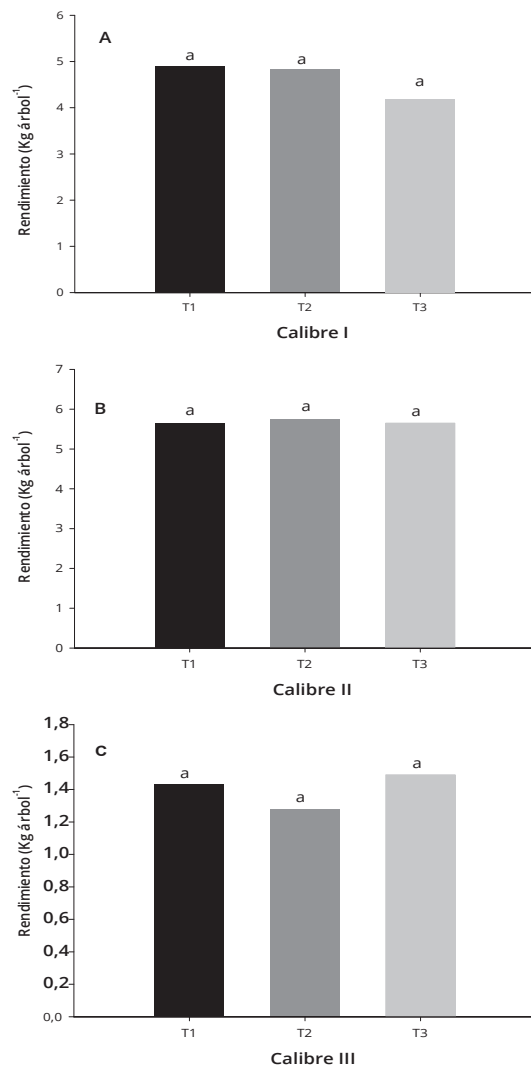 A
Rendimiento (Kg árbol-1)
6
5
4
3
2
1
0
a
a
a
T1
T2
T3
Calibre I
B
Rendimiento (Kg árbol-1)
7
6
5
4
3
2
1
0
a
a
a
T1
T2
T3
Calibre II
C
Rendimiento (Kg árbol-1)
1,8
1,6
1,4
1,2
1,0
0,8
0,6
0,4
0,2
0,0
a
a
a
T1
T2
T3
Calibre III